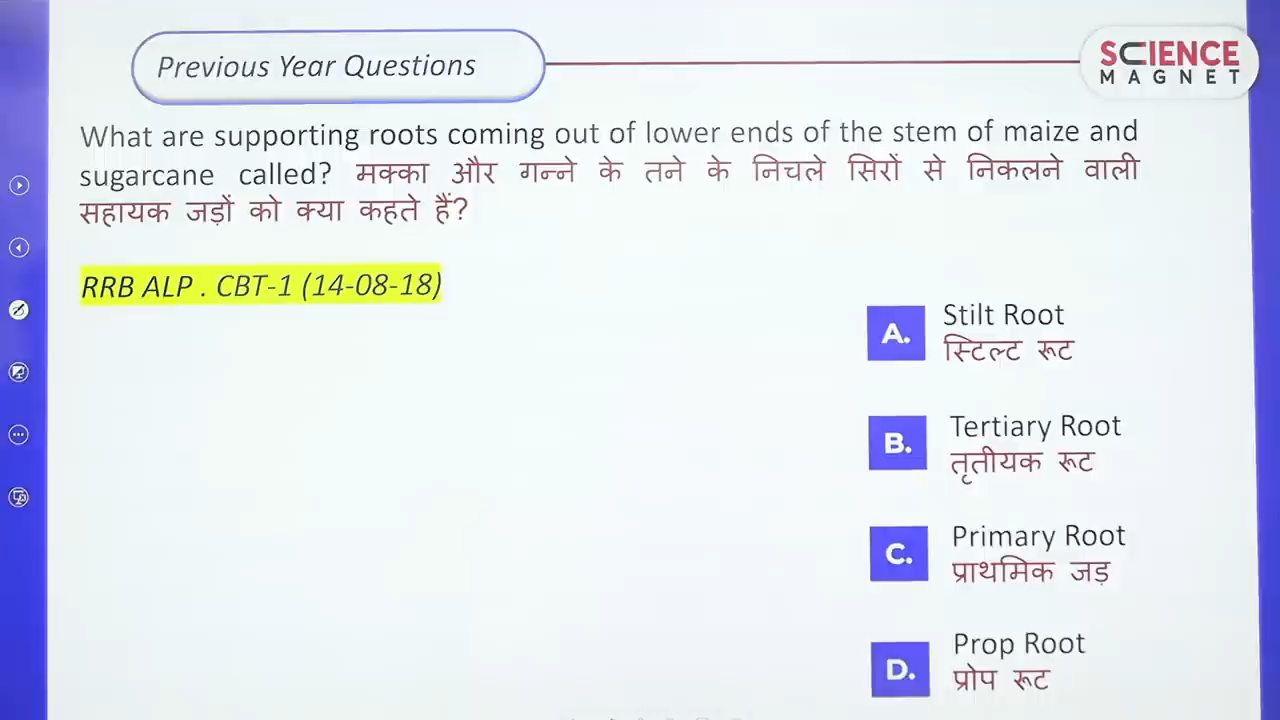 Previous Year Questions
SCIENCE
MAGNET
What are supporting roots coming out of lower ends of the stem of maize and
sugarcane called? मक्का और गन्ने के तने के निचले सिरों से निकलने वाली
सहायक जड़ों को क्या कहते हैं?
RRB ALP . CBT-1 (14-08-18)
A. Stilt Root
स्टिल्ट रूट
B. Tertiary Root
तृतीयक रूट
C. Primary Root
प्राथमिक जड़
D. Prop Root
प्रोप रूट